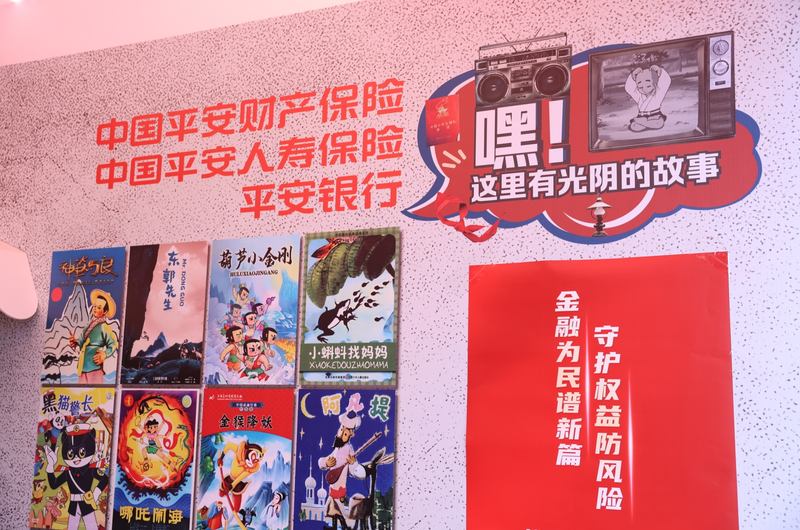 中国平安财产保险
中国平安人寿保险
平安银行
嘿！
这里有光阴的故事
神笔马良
东郭先生
Mr DONG GUO
葫芦小金刚
HULUXIAOJINGANG
小蝌蚪找妈妈
XIAOKEDOUZHAOMAMA
黑猫警长
哪吒闹海
金猴降妖
阿凡提
金融为民谱新篇
守护权益防风险